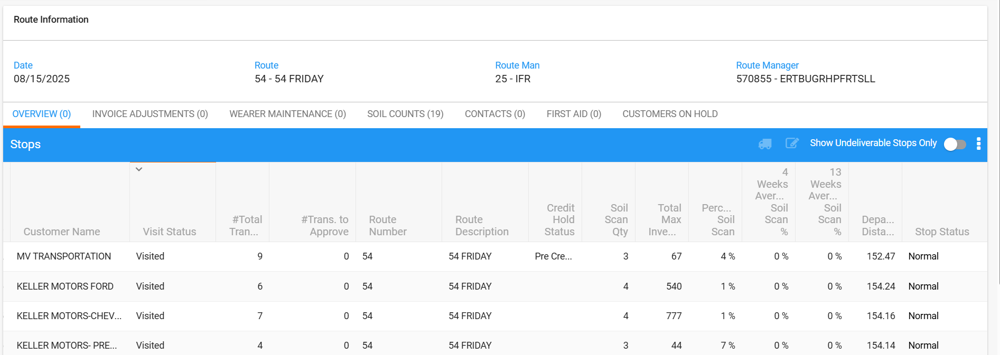 Route Information
Date
Route
Route Man
Route Manager
08/15/2025
54 - 54 FRIDAY
25 - IFR
570855 - ERTBUGRHPFRTSLL
OVERVIEW (0)
INVOICE ADJUSTMENTS (0)
WEARER MAINTENANCE (0)
SOIL COUNTS (19)
CONTACTS (0)
FIRST AID (0)
CUSTOMERS ON HOLD
Stops
Show Undeliverable Stops Only
Customer Name
Visit Status
#Total
Tran...
#Trans. to
Approve
Route
Number
Route
Description
Credit
Hold
Status
Soil
Scan
Qty
Total
Max
Inve...
Perc...
Soil
Scan
4
Weeks
Aver...
Soil
Scan
%
13
Weeks
Aver...
Soil
Scan
%
Depa...
Dista...
Stop Status
MV TRANSPORTATION Visited 9 0 54 54 FRIDAY Pre Cre... 3 67 4 % 0 % 0 % 152.47 Normal
KELLER MOTORS FORD Visited 6 0 54 54 FRIDAY 4 540 1 % 0 % 0 % 154.24 Normal
KELLER MOTORS-CHEV... Visited 7 0 54 54 FRIDAY 4 777 1 % 0 % 0 % 154.16 Normal
KELLER MOTORS- PRE... Visited 4 0 54 54 FRIDAY 3 44 7 % 0 % 0 % 154.14 Normal